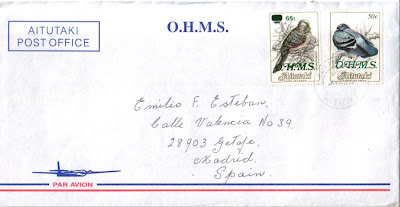 AITUTAKI
POST OFFICE
O.H.M.S.
65c
O.H.M.S.
Aitutaki
50c
O.H.M.S.
Aitutaki
Emilio F. Esteban,
Calle Valencia Nº 39
28903 Getafe,
Madrid.
Spain.
PAR AVION